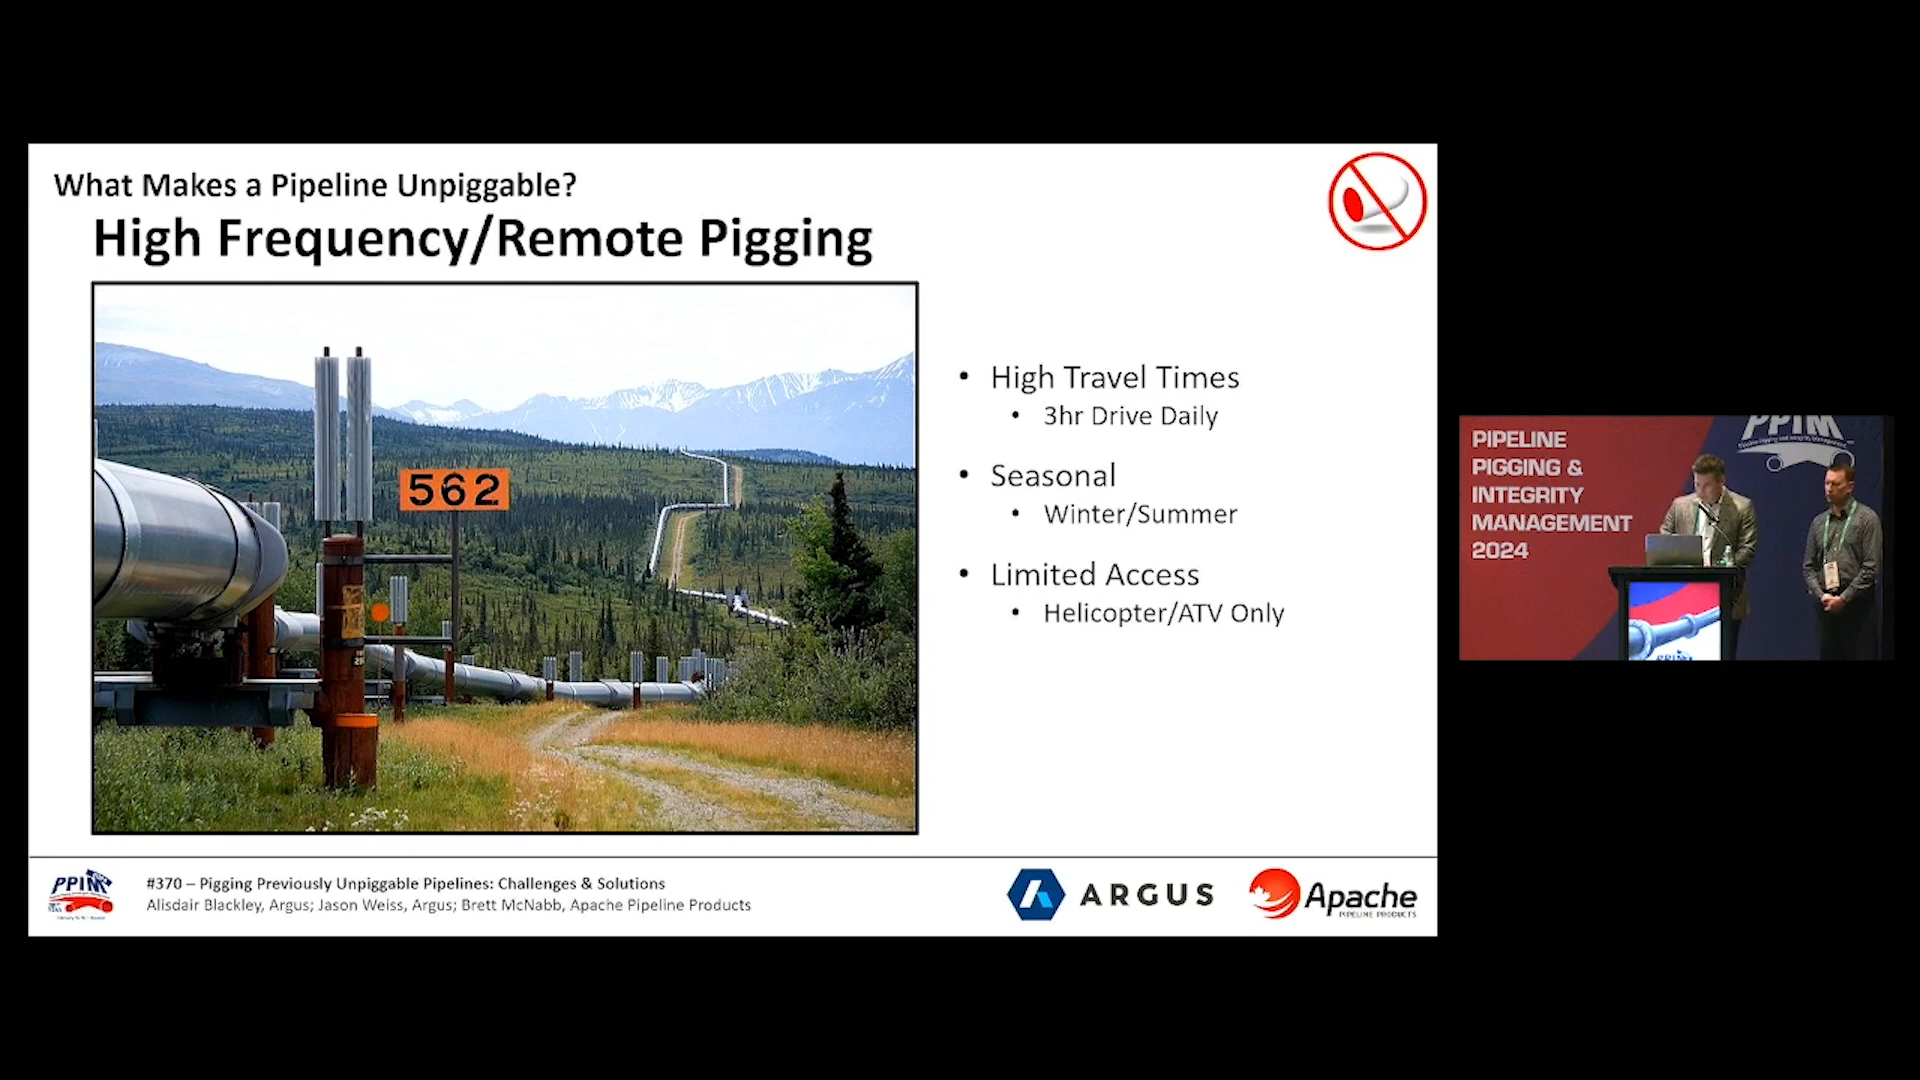 What Makes a Pipeline Unpiggable?
High Frequency/Remote Pigging
562
• High Travel Times
• 3hr Drive Daily
• Seasonal
• Winter/Summer
• Limited Access
• Helicopter/ATV Only
PPIM
#370 – Pigging Previously Unpiggable Pipelines: Challenges & Solutions
Alisdair Blackley, Argus; Jason Weiss, Argus; Brett McNabb, Apache Pipeline Products
ARGUS
Apache
PIPELINE PRODUCTS
PIPELINE
PIGGING &
INTEGRITY
MANAGEMENT
2024
PPIM
PPIM